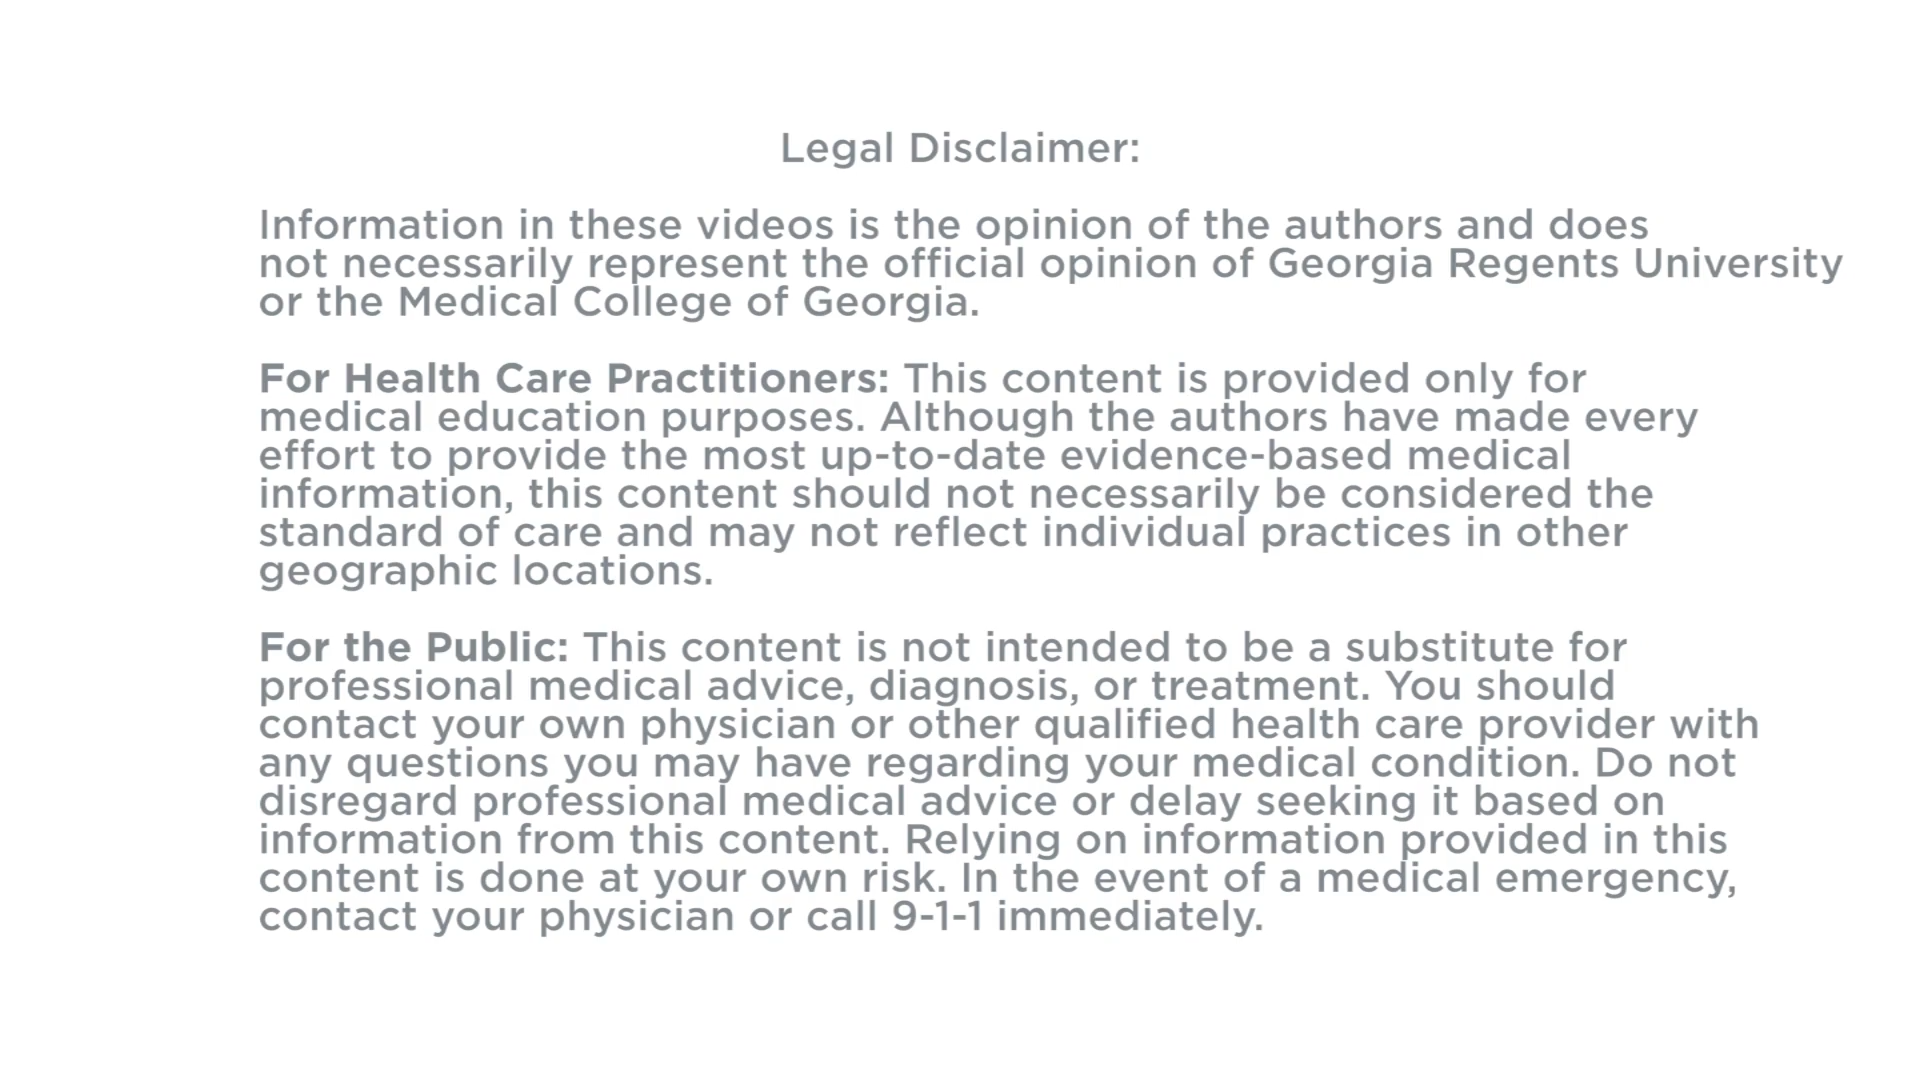 Legal Disclaimer:
Information in these videos is the opinion of the authors and does
not necessarily represent the official opinion of Georgia Regents University
or the Medical College of Georgia.
For Health Care Practitioners: This content is provided only for
medical education purposes. Although the authors have made every
effort to provide the most up-to-date evidence-based medical
information, this content should not necessarily be considered the
standard of care and may not reflect individual practices in other
geographic locations.
For the Public: This content is not intended to be a substitute for
professional medical advice, diagnosis, or treatment. You should
contact your own physician or other qualified health care provider with
any questions you may have regarding your medical condition. Do not
disregard professional medical advice or delay seeking it based on
information from this content. Relying on information provided in this
content is done at your own risk. In the event of a medical emergency,
contact your physician or call 9-1-1 immediately.